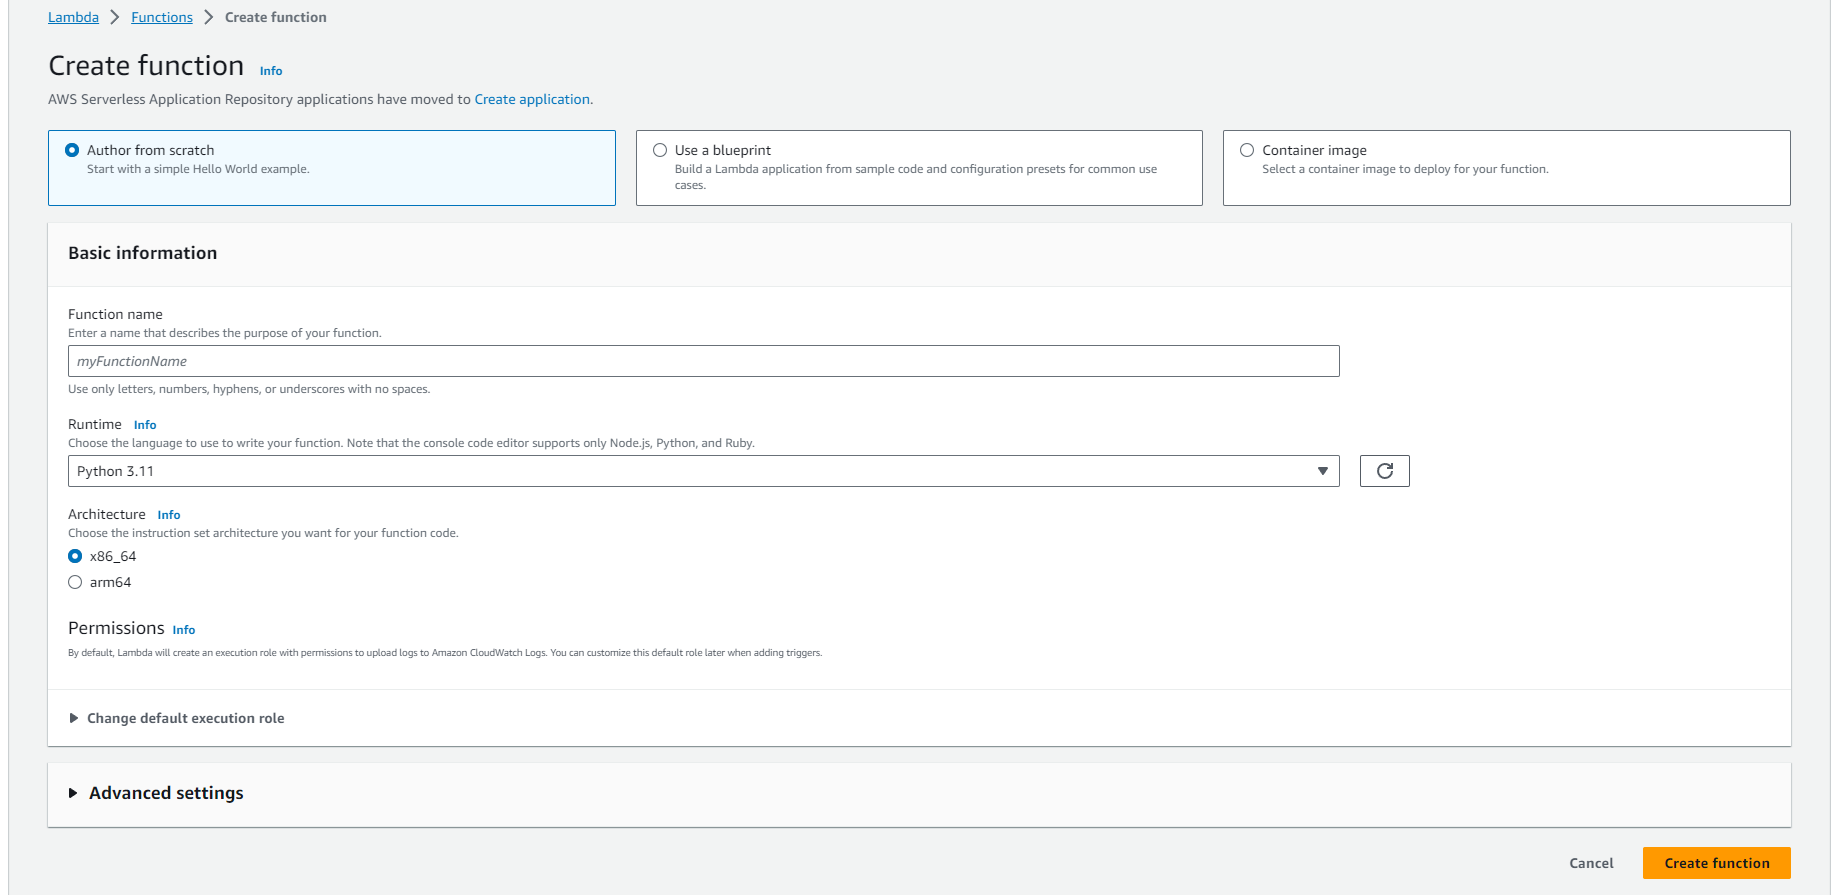 Lambda > Functions > Create function
Create function Info
AWS Serverless Application Repository applications have moved to Create application.
Author from scratch
Start with a simple Hello World example.
Use a blueprint
Build a Lambda application from sample code and configuration presets for common use
cases.
Container image
Select a container image to deploy for your function.
Basic information
Function name
Enter a name that describes the purpose of your function.
myFunctionName
Use only letters, numbers, hyphens, or underscores with no spaces.
Runtime Info
Choose the language to use to write your function. Note that the console code editor supports only Node.js, Python, and Ruby.
Python 3.11
Architecture Info
Choose the instruction set architecture you want for your function code.
x86_64
arm64
Permissions Info
By default, Lambda will create an execution role with permissions to upload logs to Amazon CloudWatch Logs. You can customize this default role later when adding triggers.
Change default execution role
Advanced settings
Cancel Create function